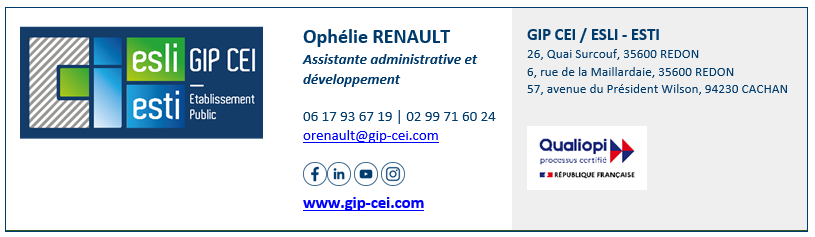 esli GIP CEI
esti Etablissement
Public
Ophélie RENAULT
Assistante administrative et
développement
06 17 93 67 19 | 02 99 71 60 24
orenault@gip-cei.com
www.gip-cei.com
GIP CEI / ESLI - ESTI
26, Quai Surcouf, 35600 REDON
6, rue de la Maillardaie, 35600 REDON
57, avenue du Président Wilson, 94230 CACHAN
Qualiopi
processus certifié
RÉPUBLIQUE FRANÇAISE